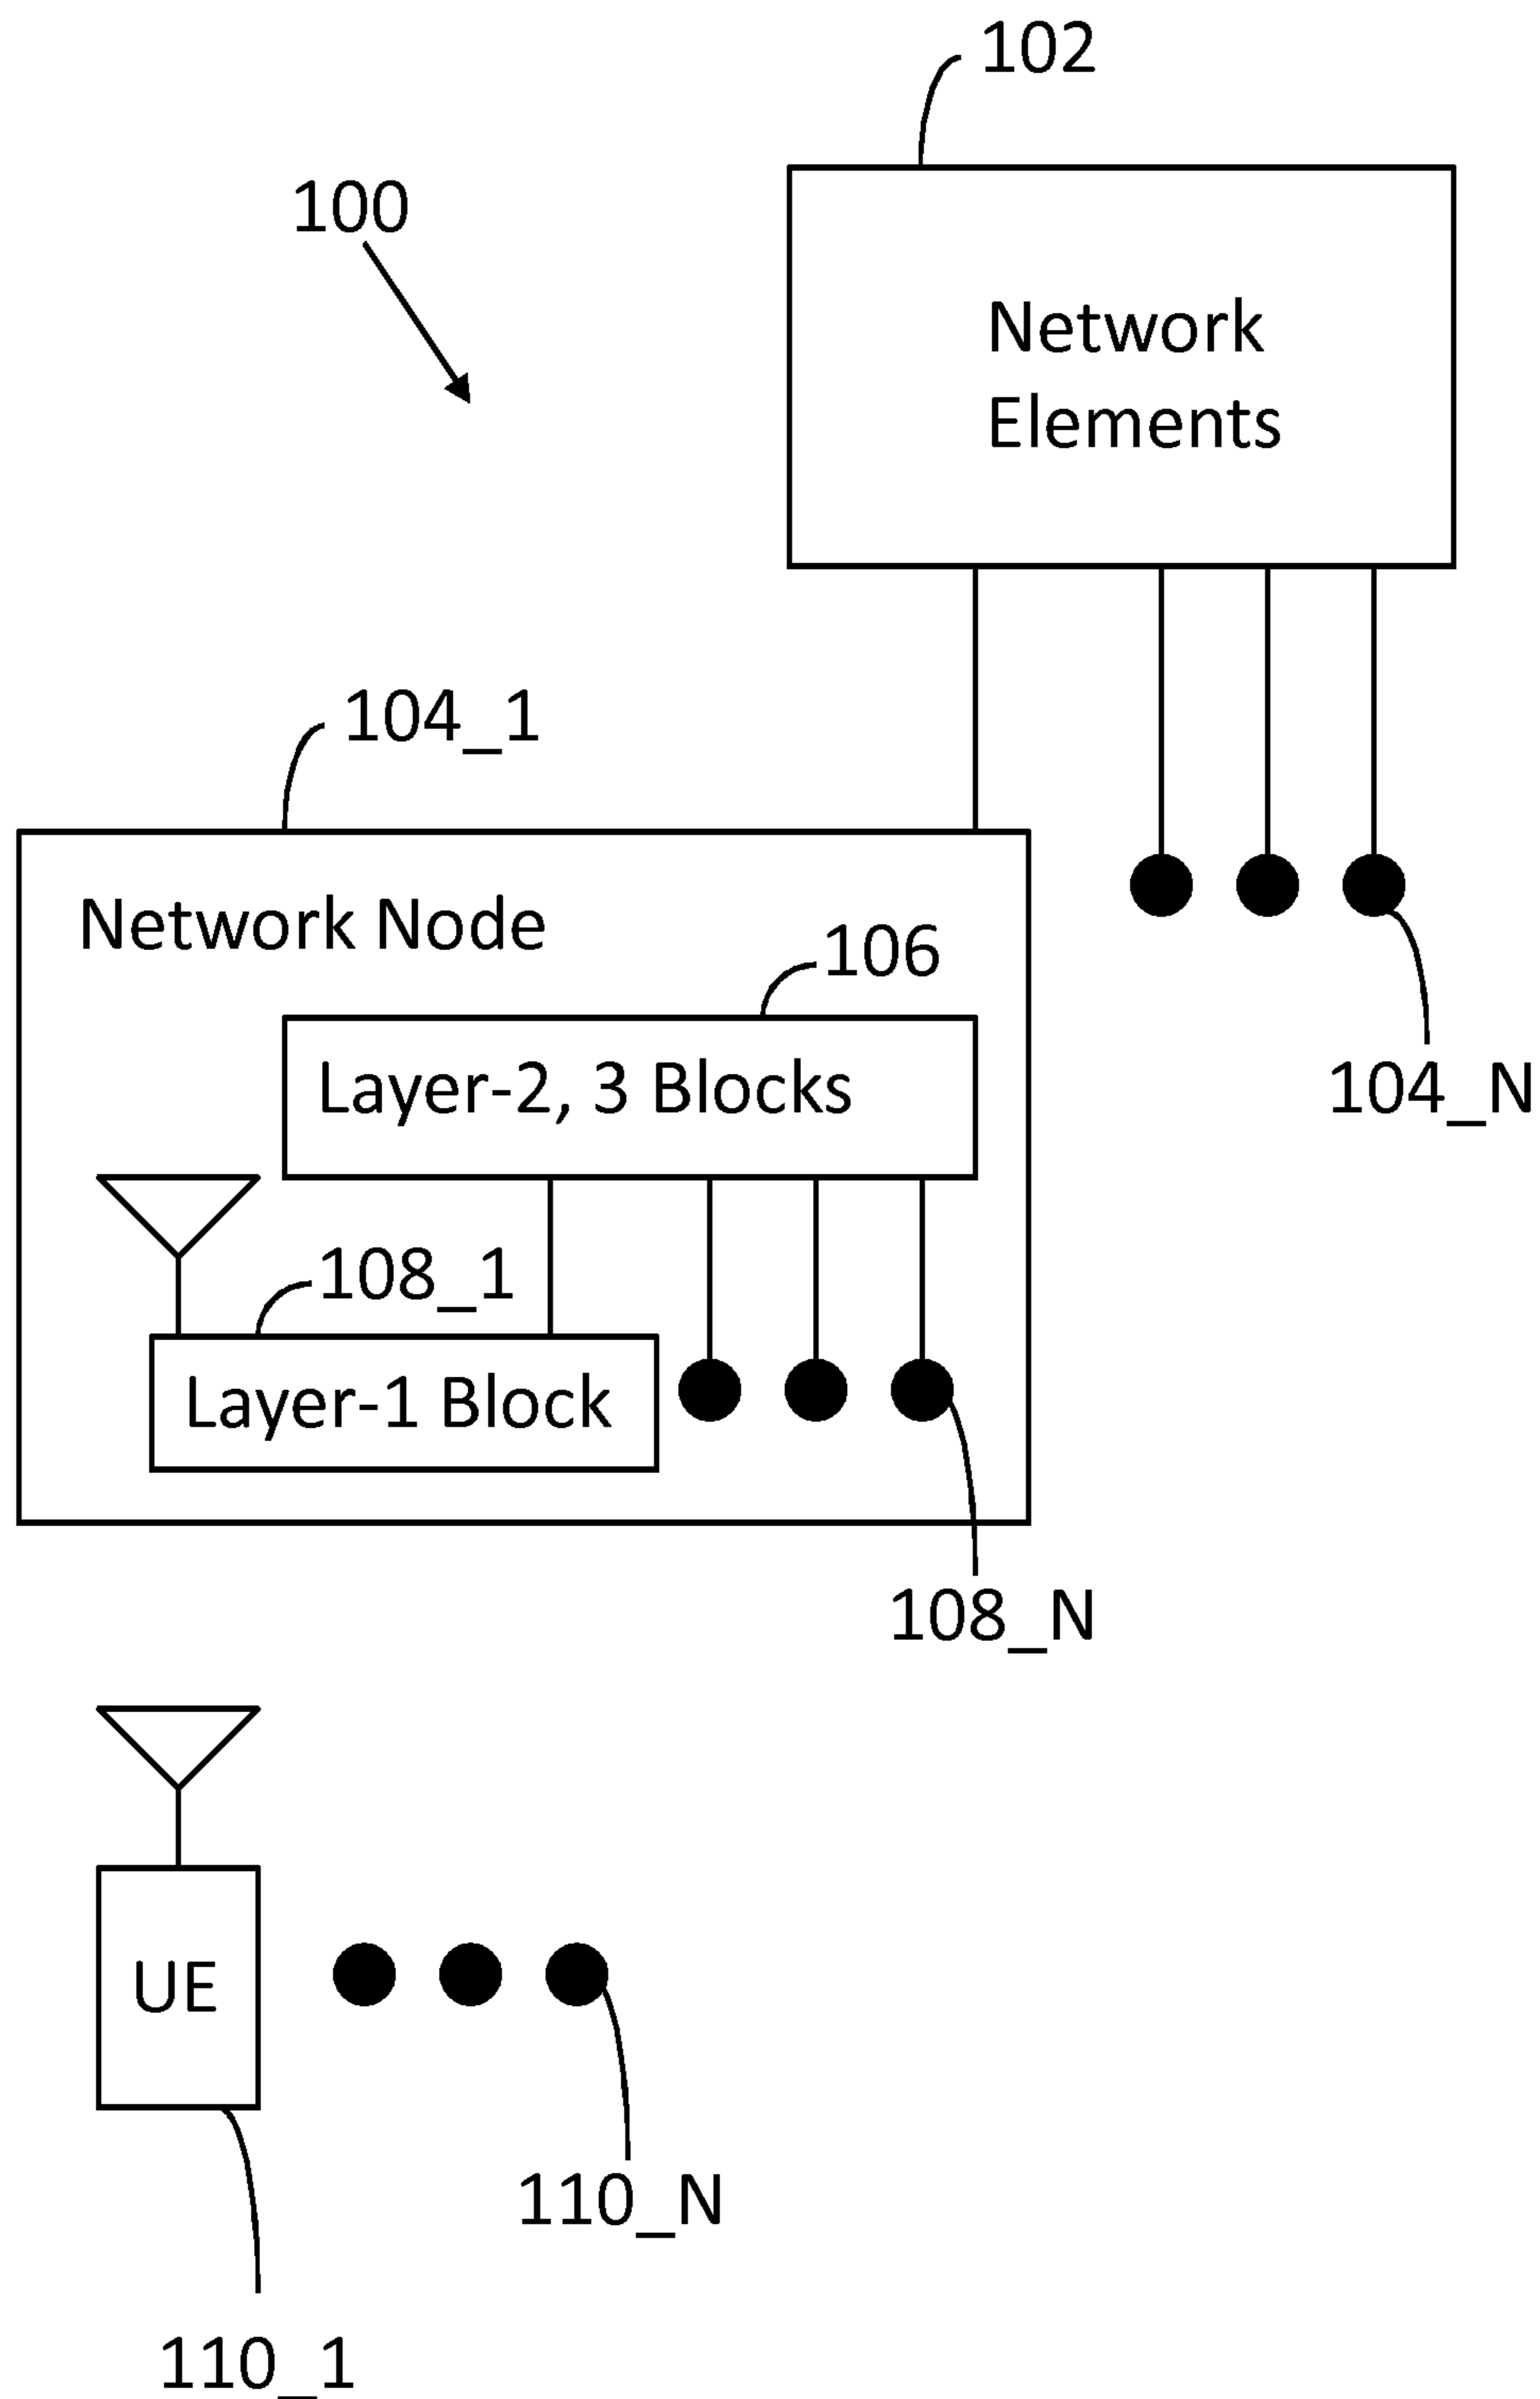 102
100
Network
Elements
104_1
Network Node
106
Layer-2, 3 Blocks
104_N
108_1
Layer-1 Block
108_N
UE
110_N
110_1